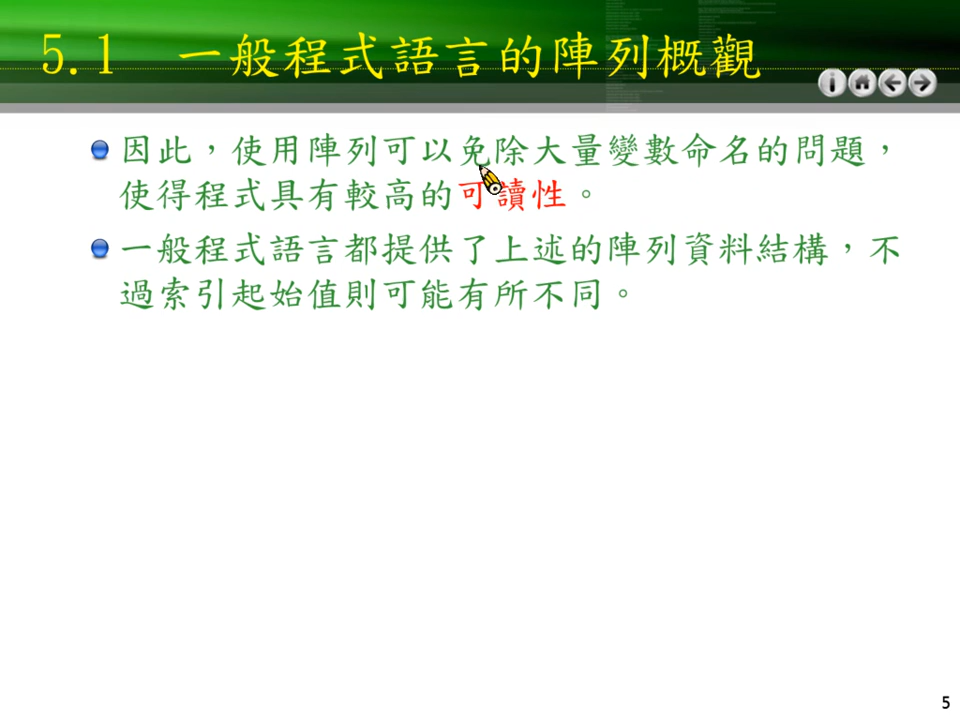 5.1 一般程式語言的陣列概觀
因此，使用陣列可以免除大量變數命名的問題，
使得程式具有較高的可讀性。
一般程式語言都提供了上述的陣列資料結構，不
過索引起始值則可能有所不同。
5